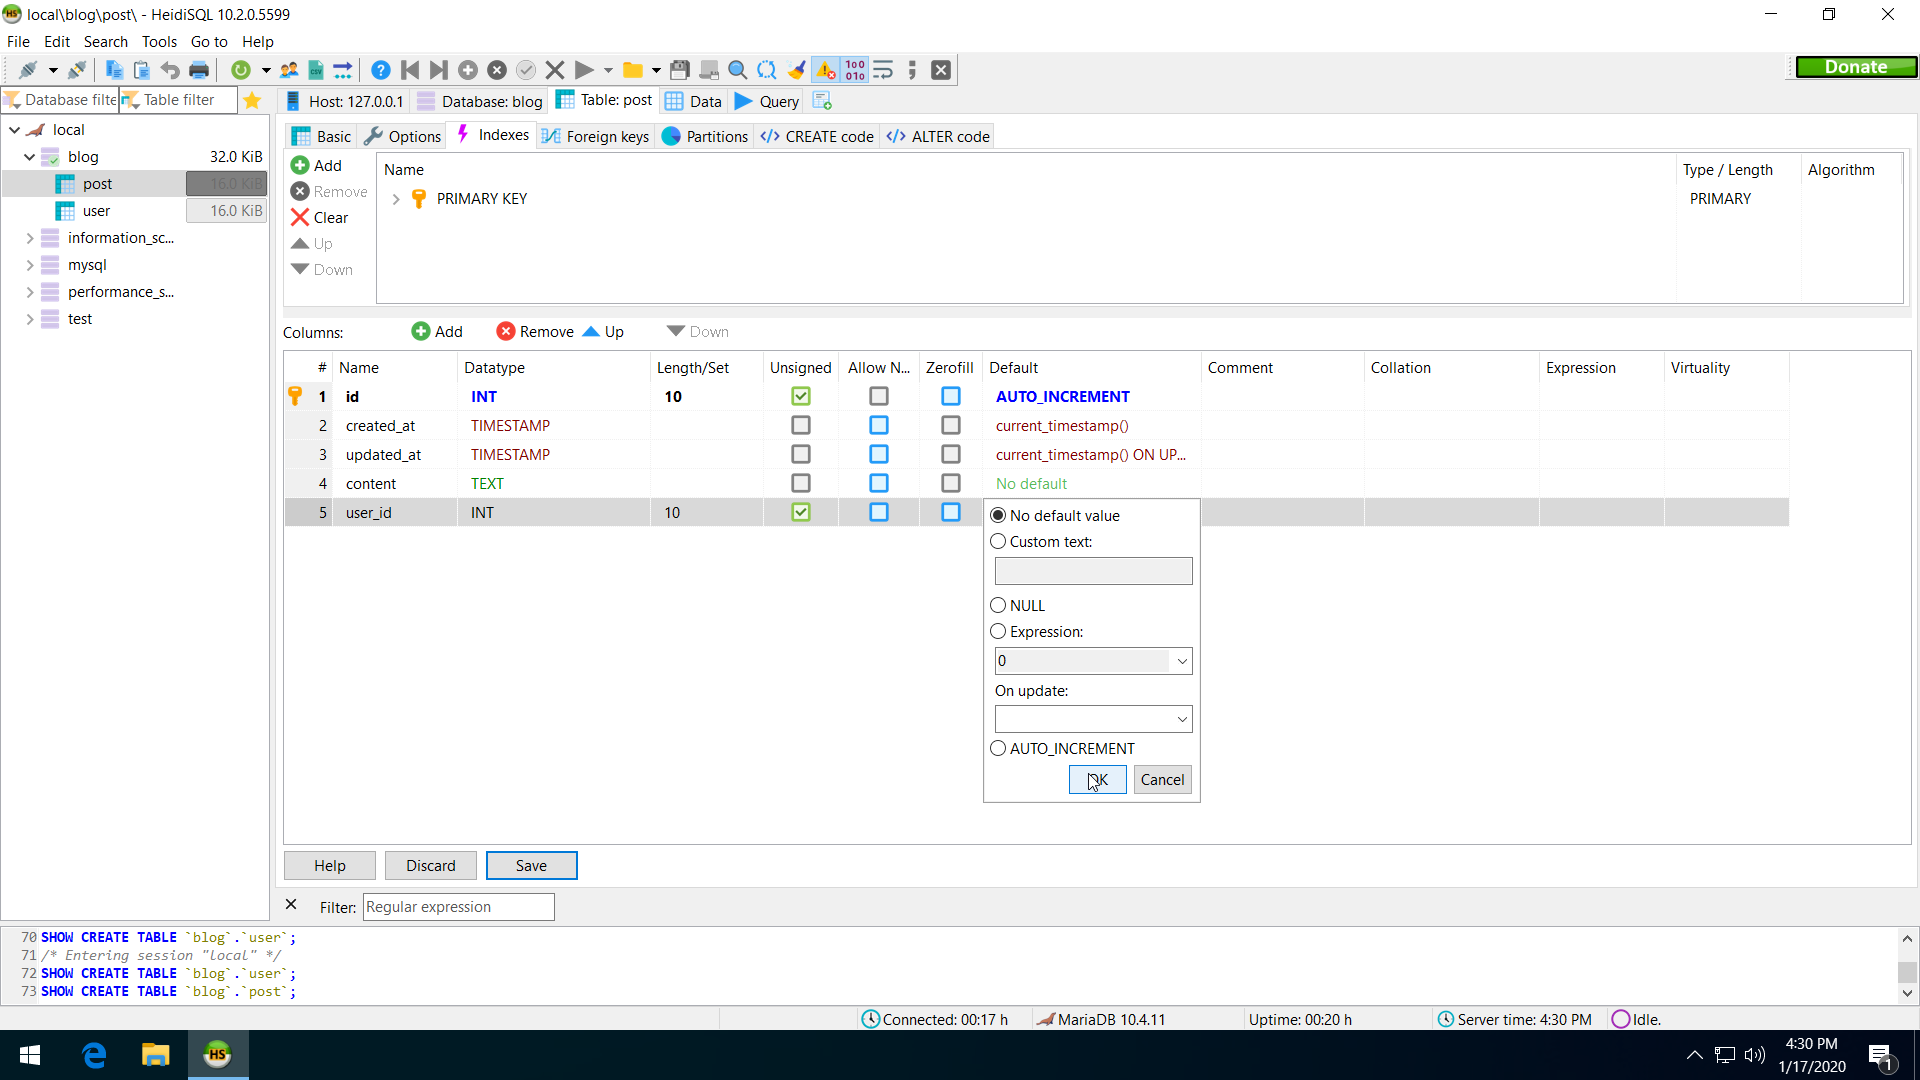 local\blog\post\ - HeidiSQL 10.2.0.5599
File Edit Search Tools Go to Help
Donate
Database filte Table filter
Host: 127.0.0.1 Database: blog Table: post Data Query
local
blog 32.0 KiB
post 16.0 KiB
user 16.0 KiB
information_sc...
mysql
performance_s...
test
Basic Options Indexes Foreign keys Partitions CREATE code ALTER code
Add
Remove
Clear
Up
Down
Name Type / Length Algorithm
PRIMARY KEY PRIMARY
Columns: Add Remove Up Down
# Name Datatype Length/Set Unsigned Allow N... Zerofill Default Comment Collation Expression Virtuality
1 id INT 10 AUTO_INCREMENT
2 created_at TIMESTAMP current_timestamp()
3 updated_at TIMESTAMP current_timestamp() ON UP...
4 content TEXT No default
5 user_id INT 10
No default value
Custom text:
NULL
Expression:
0
On update:
AUTO_INCREMENT
OK Cancel
Help Discard Save
Filter: Regular expression
70 SHOW CREATE TABLE `blog`.`user`;
71 /* Entering session "local" */
72 SHOW CREATE TABLE `blog`.`user`;
73 SHOW CREATE TABLE `blog`.`post`;
Connected: 00:17 h MariaDB 10.4.11 Uptime: 00:20 h Server time: 4:30 PM Idle.
HS
4:30 PM
1/17/2020
1